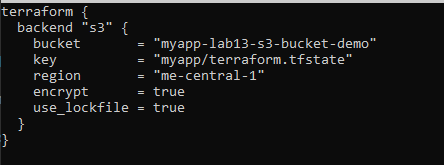 terraform {
  backend "s3" {
    bucket       = "myapp-lab13-s3-bucket-demo"
    key          = "myapp/terraform.tfstate"
    region       = "me-central-1"
    encrypt      = true
    use_lockfile = true
  }
}